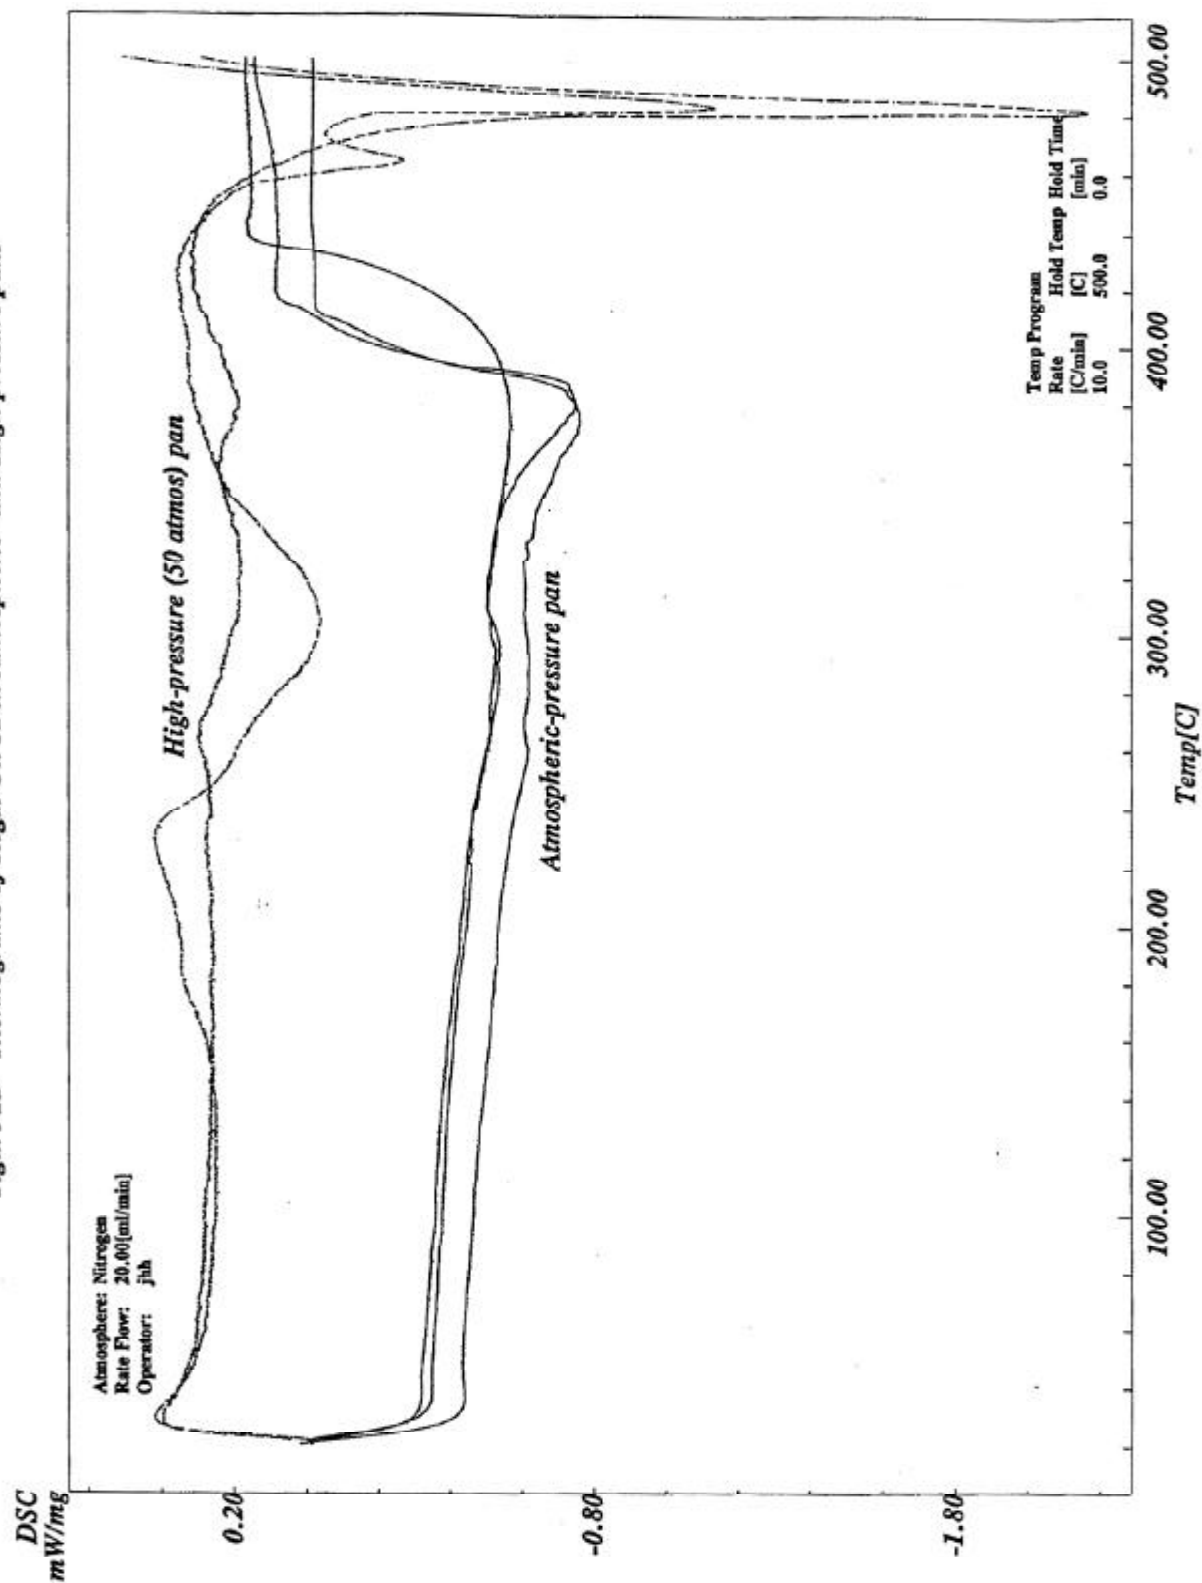 DSC
mW/mg
Atmosphere: Nitrogen
Rate Flow: 20.00[ml/min]
Operator: jhh
High-pressure (50 atmos) pan
Atmospheric-pressure pan
Temp Program
Rate Hold Temp Hold Time
[C/min] [C] [min]
10.0 500.0 0.0
0.20
-0.80
-1.80
100.00
200.00
300.00
400.00
500.00
Temp[C]